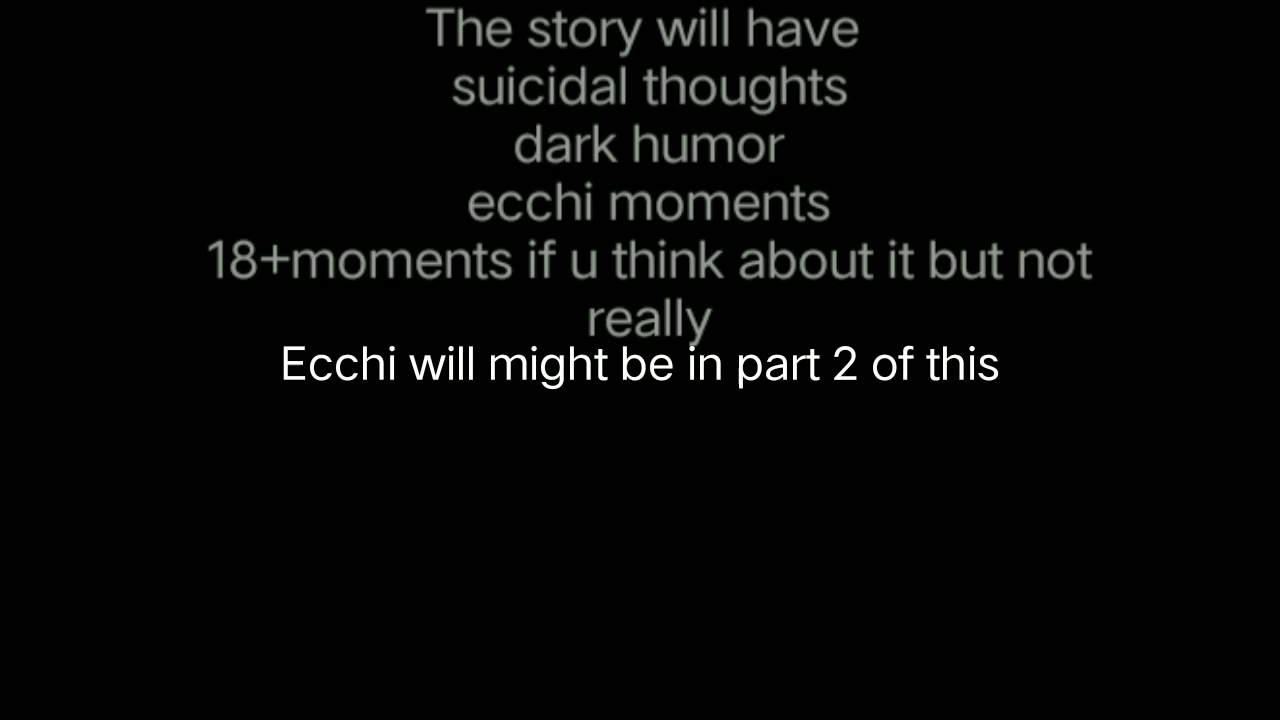 The story will have
suicidal thoughts
dark humor
ecchi moments
18+moments if u think about it but not
really
Ecchi will might be in part 2 of this